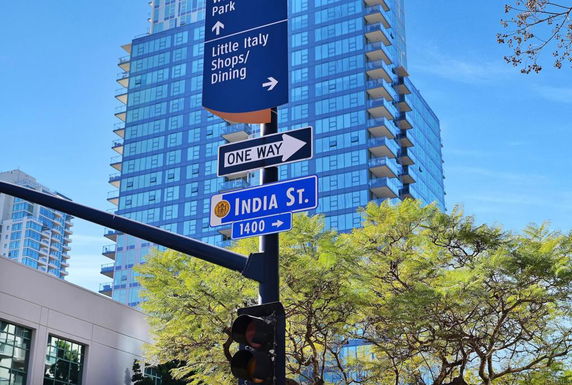 Park
Little Italy
Shops/
Dining
ONE WAY
INDIA ST.
1400